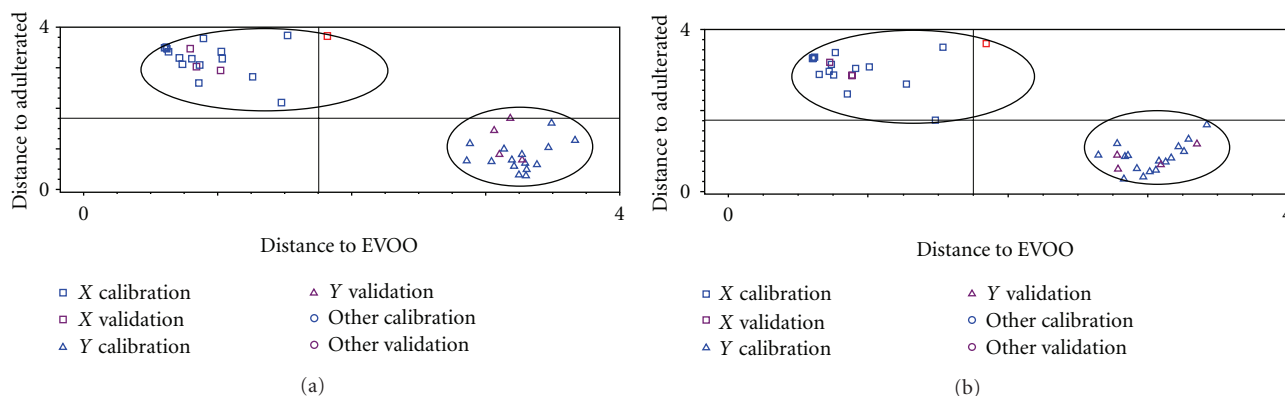 4
Distance to adulterated
0
0
4
Distance to EVOO
X calibration
X validation
Y calibration
Y validation
Other calibration
Other validation
(a)
4
Distance to adulterated
0
0
4
Distance to EVOO
X calibration
X validation
Y calibration
Y validation
Other calibration
Other validation
(b)